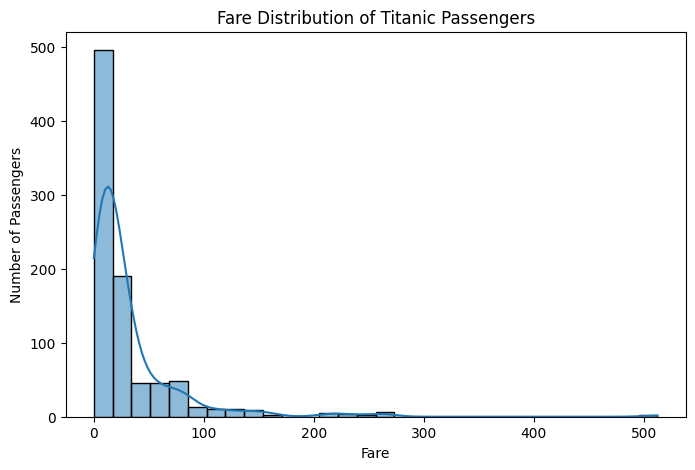 Fare Distribution of Titanic Passengers
500
400
300
200
100
0
Number of Passengers
0 100 200 300 400 500
Fare